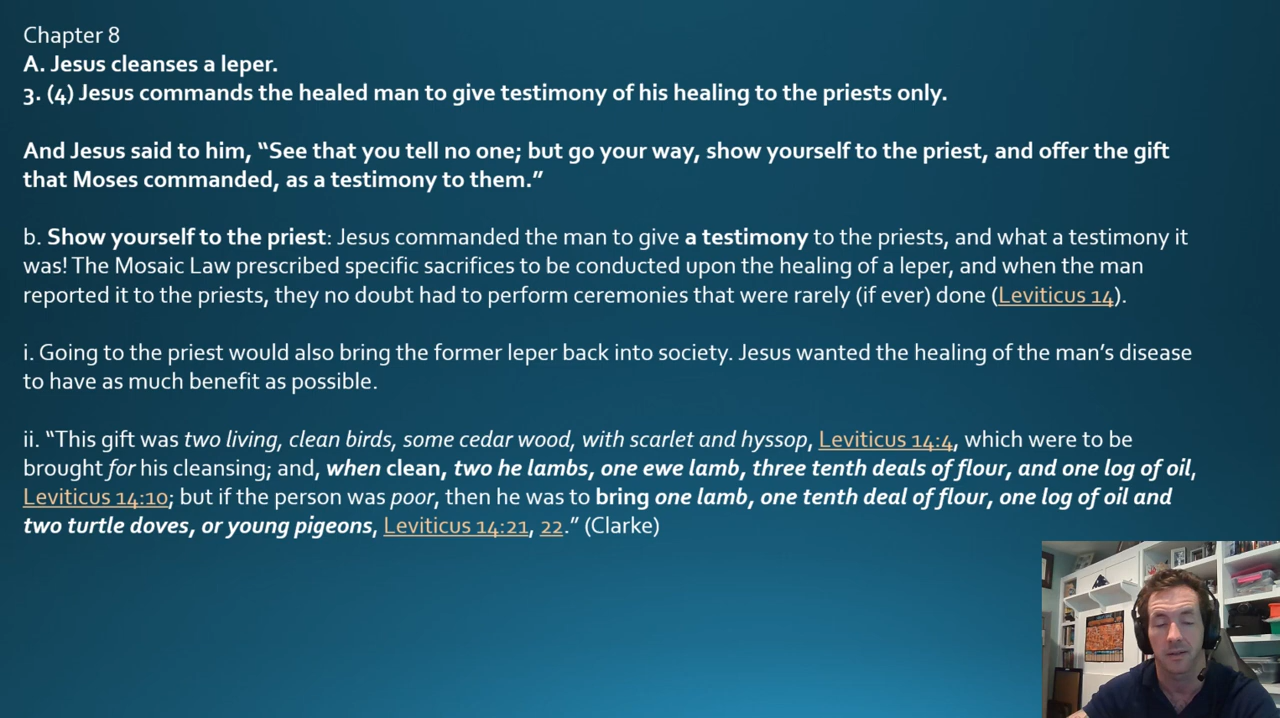 Chapter 8
A. Jesus cleanses a leper.
3. (4) Jesus commands the healed man to give testimony of his healing to the priests only.
And Jesus said to him, “See that you tell no one; but go your way, show yourself to the priest, and offer the gift
that Moses commanded, as a testimony to them.”
b. Show yourself to the priest: Jesus commanded the man to give a testimony to the priests, and what a testimony it
was! The Mosaic Law prescribed specific sacrifices to be conducted upon the healing of a leper, and when the man
reported it to the priests, they no doubt had to perform ceremonies that were rarely (if ever) done (Leviticus 14).
i. Going to the priest would also bring the former leper back into society. Jesus wanted the healing of the man’s disease
to have as much benefit as possible.
ii. “This gift was two living, clean birds, some cedar wood, with scarlet and hyssop, Leviticus 14:4, which were to be
brought for his cleansing; and, when clean, two he lambs, one ewe lamb, three tenth deals of flour, and one log of oil,
Leviticus 14:10; but if the person was poor, then he was to bring one lamb, one tenth deal of flour, one log of oil and
two turtle doves, or young pigeons, Leviticus 14:21, 22.” (Clarke)